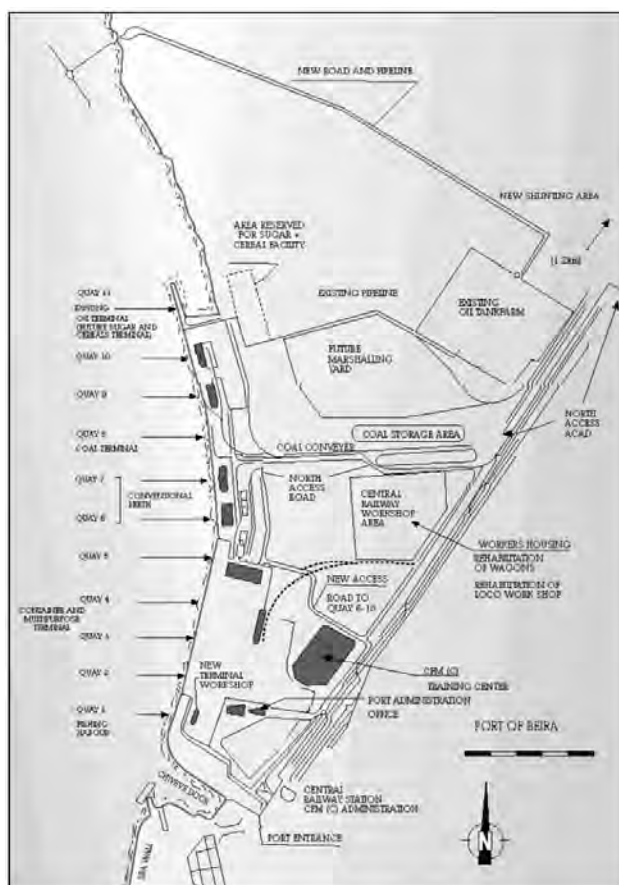 NEW ROAD AND PIPELINE
NEW SHUNTING AREA
AREA RESERVED
FOR SUGAR +
CEREAL FACILITY
QUAY 11
EXISTING
OIL TERMINAL
(FUTURE SUGAR AND
CEREALS TERMINAL)
EXISTING PIPELINE
EXISTING
OIL TANKFARM
QUAY 10
FUTURE
MARSHALLING
YARD
QUAY 9
NORTH
ACCESS
QUAY 8
COAL TERMINAL
COAL STORAGE AREA
COAL CONVEYER
QUAY 7
CONVENTIONAL
BERTH
QUAY 6
NORTH
ACCESS
ROAD
CENTRAL
RAILWAY
WORKSHOP
AREA
WORKERS HOUSING
REHABILITATION
OF WAGONS
REHABILITATION OF
LOCO WORK SHOP
QUAY 5
NEW ACCESS
ROAD TO
QUAY 6-10
QUAY 4
CONTAINER AND
MULTIPURPOSE
TERMINAL
QUAY 3
QUAY 2
NEW
TERMINAL
WORKSHOP
CFM (C)
TRAINING CENTER
PORT ADMINISTRATION
OFFICE
QUAY 1
FISHING
PORT OF BEIRA
CENTRAL
RAILWAY STATION
CFM (C) ADMINISTRATION
PORT ENTRANCE
SEA WALL
N